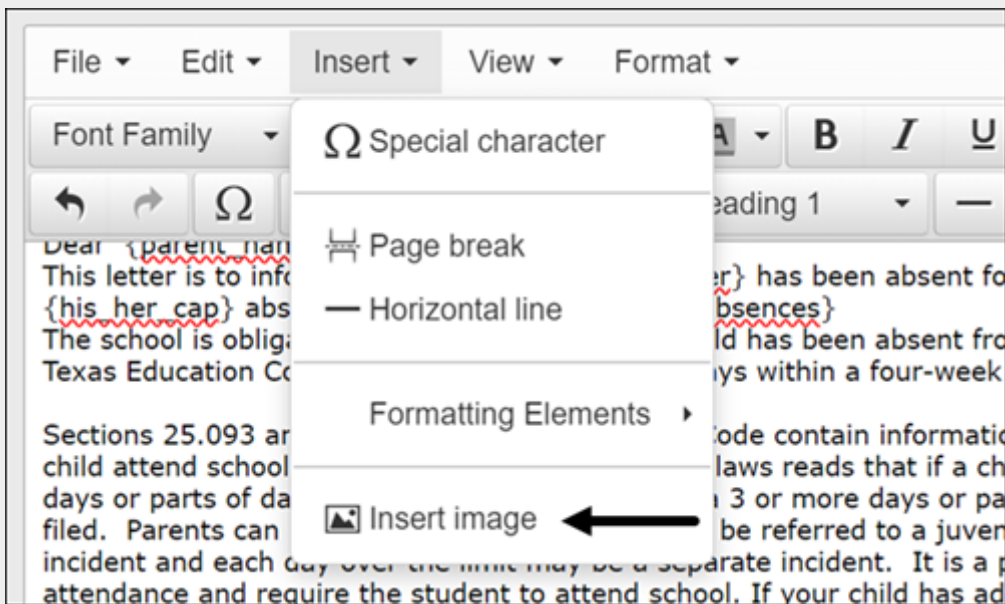 File Edit Insert View Format
Font Family Special character A B I U
Ω eading 1
Dear {parent_nan
Page break
This letter is to info r} has been absent fo
{his_her_cap} abs Horizontal line bsences}
The school is obliga ld has been absent fro
Texas Education Co ys within a four-week
Formatting Elements
Sections 25.093 ar Code contain informatio
child attend school laws reads that if a ch
days or parts of da 3 or more days or pa
Insert image
filed. Parents can be referred to a juven
incident and each day over the limit may be a separate incident. It is a p
attendance and require the student to attend school. If your child has ad